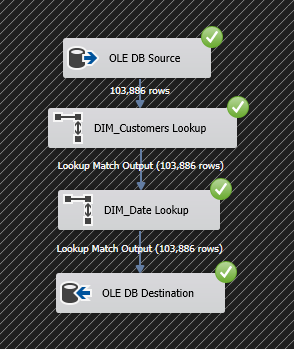 OLE DB Source
103,886 rows
DIM_Customers Lookup
Lookup Match Output (103,886 rows)
DIM_Date Lookup
Lookup Match Output (103,886 rows)
OLE DB Destination